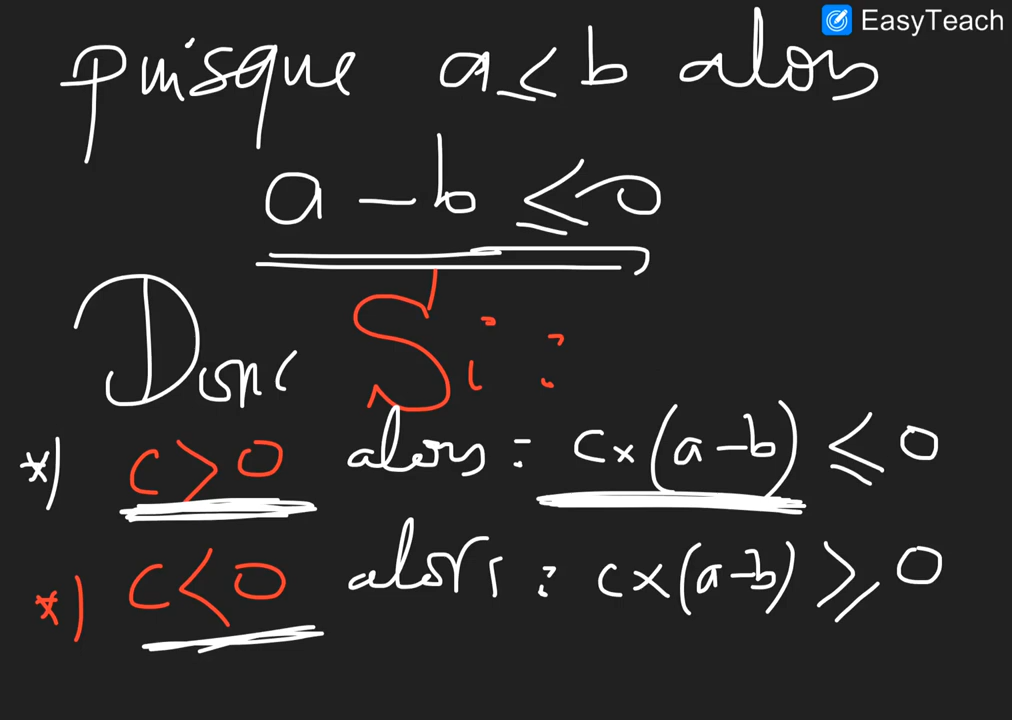 EasyTeach
puisque a ≤ b alors
a - b ≤ 0
Donc Si :
*) c > 0 alors : c × (a - b) ≤ 0
*) c < 0 alors : c × (a - b) ≥ 0